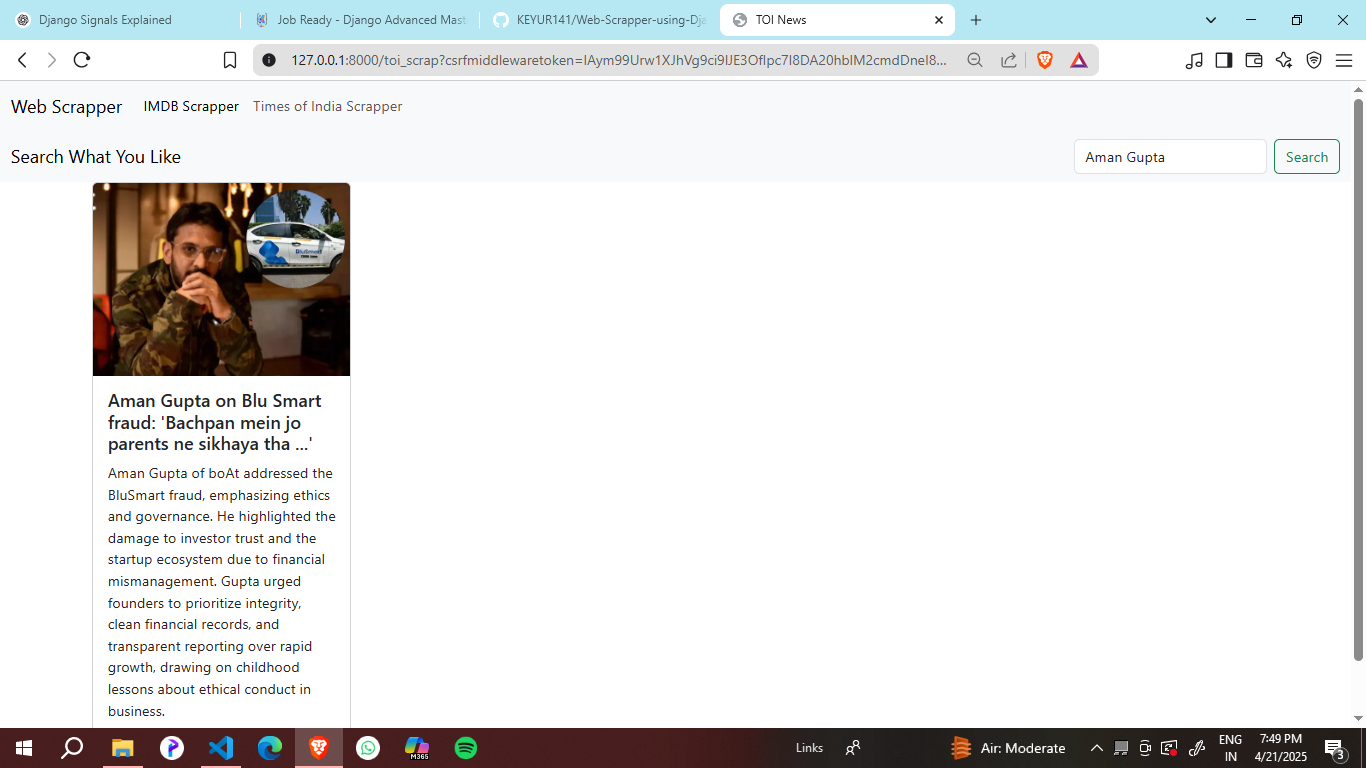 Django Signals Explained
Job Ready - Django Advanced Mast
KEYUR141/Web-Scrapper-using-Dja
TOI News
127.0.0.1:8000/toi_scrap?csrfmiddlewaretoken=
Web Scrapper IMDB Scrapper Times of India Scrapper
Search What You Like
Aman Gupta
Search
BluSmart
Aman Gupta on Blu Smart
fraud: 'Bachpan mein jo
parents ne sikhaya tha ...'
Aman Gupta of boAt addressed the
BluSmart fraud, emphasizing ethics
and governance. He highlighted the
damage to investor trust and the
startup ecosystem due to financial
mismanagement. Gupta urged
founders to prioritize integrity,
clean financial records, and
transparent reporting over rapid
growth, drawing on childhood
lessons about ethical conduct in
business.
M365
Links
Air: Moderate
ENG
IN
7:49 PM
4/21/2025
3